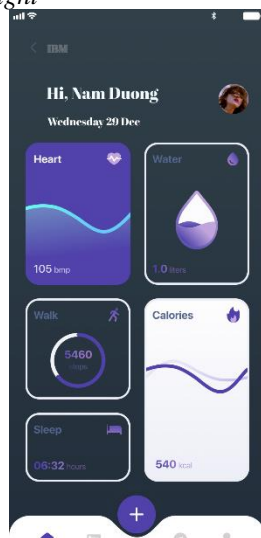 IBM
Hi, Nam Duong
Wednesday 29 Dec
Heart
Water
105 bmp
1.0 liters
Walk
Calories
5460
steps
Sleep
06:32 hours
540 kcal
+